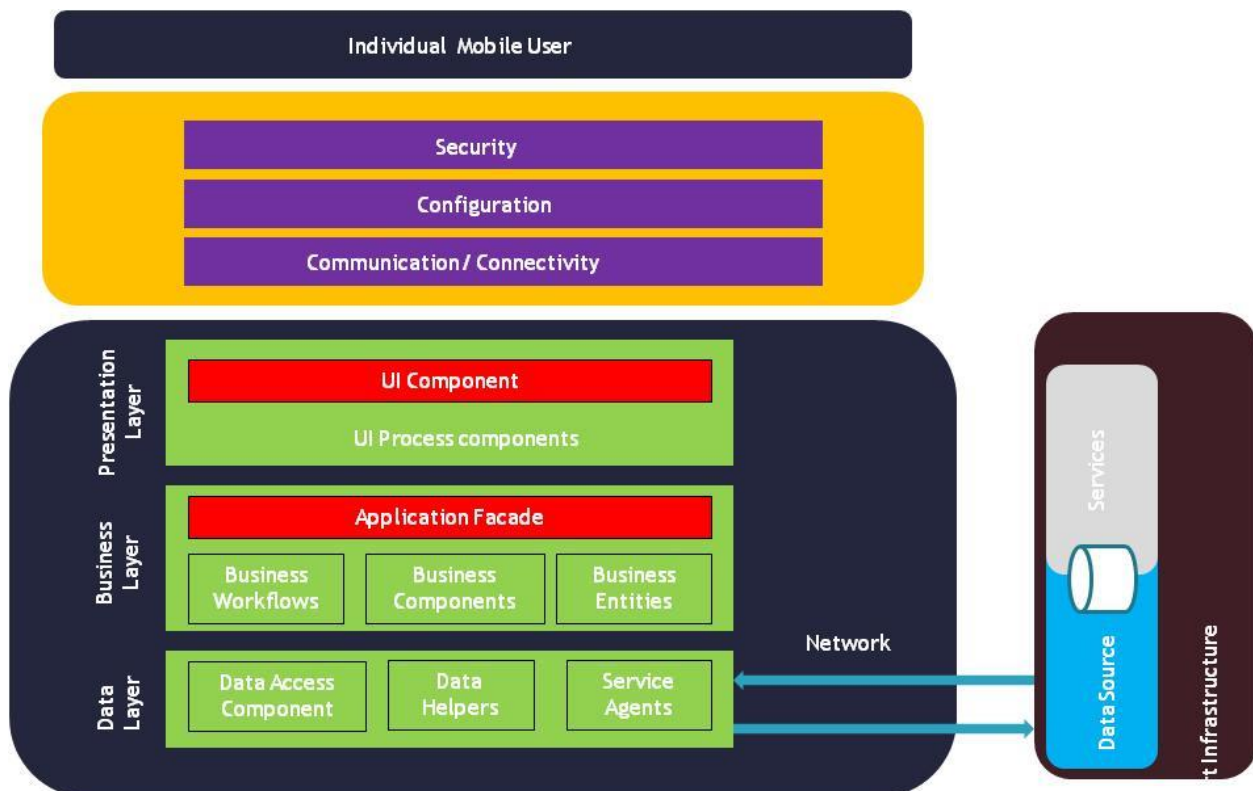 Individual Mobile User
Security
Configuration
Communication / Connectivity
Presentation
Layer
UI Component
UI Process components
Business
Layer
Application Facade
Business
Workflows
Business
Components
Business
Entities
Data
Layer
Data Access
Component
Data
Helpers
Service
Agents
Network
Services
Data Source
Infrastructure